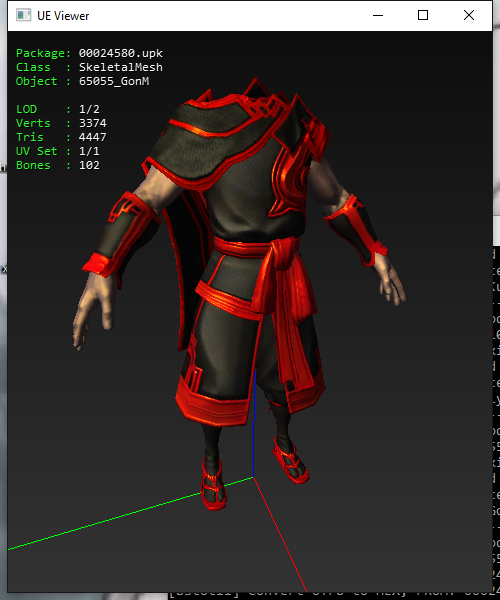 UE Viewer
Package: 00024580.upk
Class : SkeletalMesh
Object : 65055_GonM
LOD : 1/2
Verts : 3374
Tris : 4447
UV Set : 1/1
Bones : 102